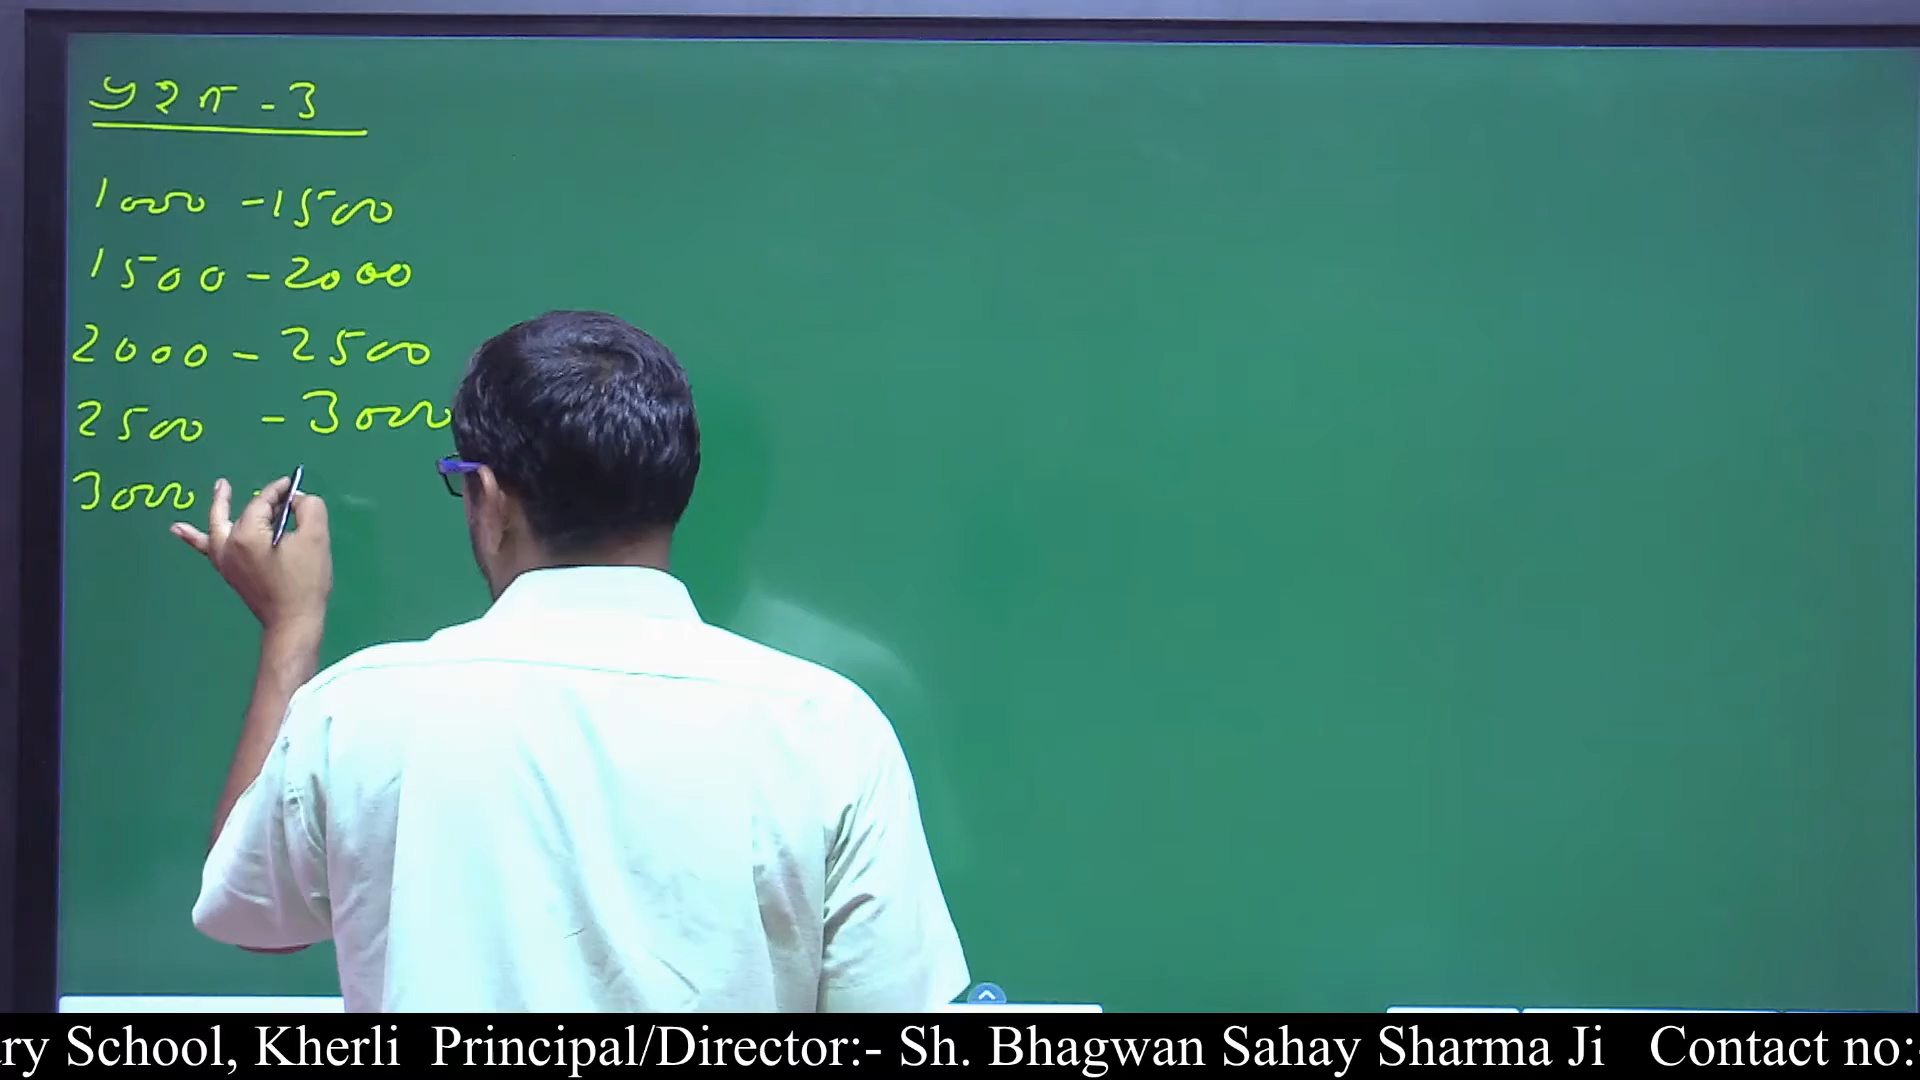 प्रश्न - 3
1000 - 1500
1500 - 2000
2000 - 2500
2500 - 3000
3000 -
ry School, Kherli Principal/Director:- Sh. Bhagwan Sahay Sharma Ji Contact no:-